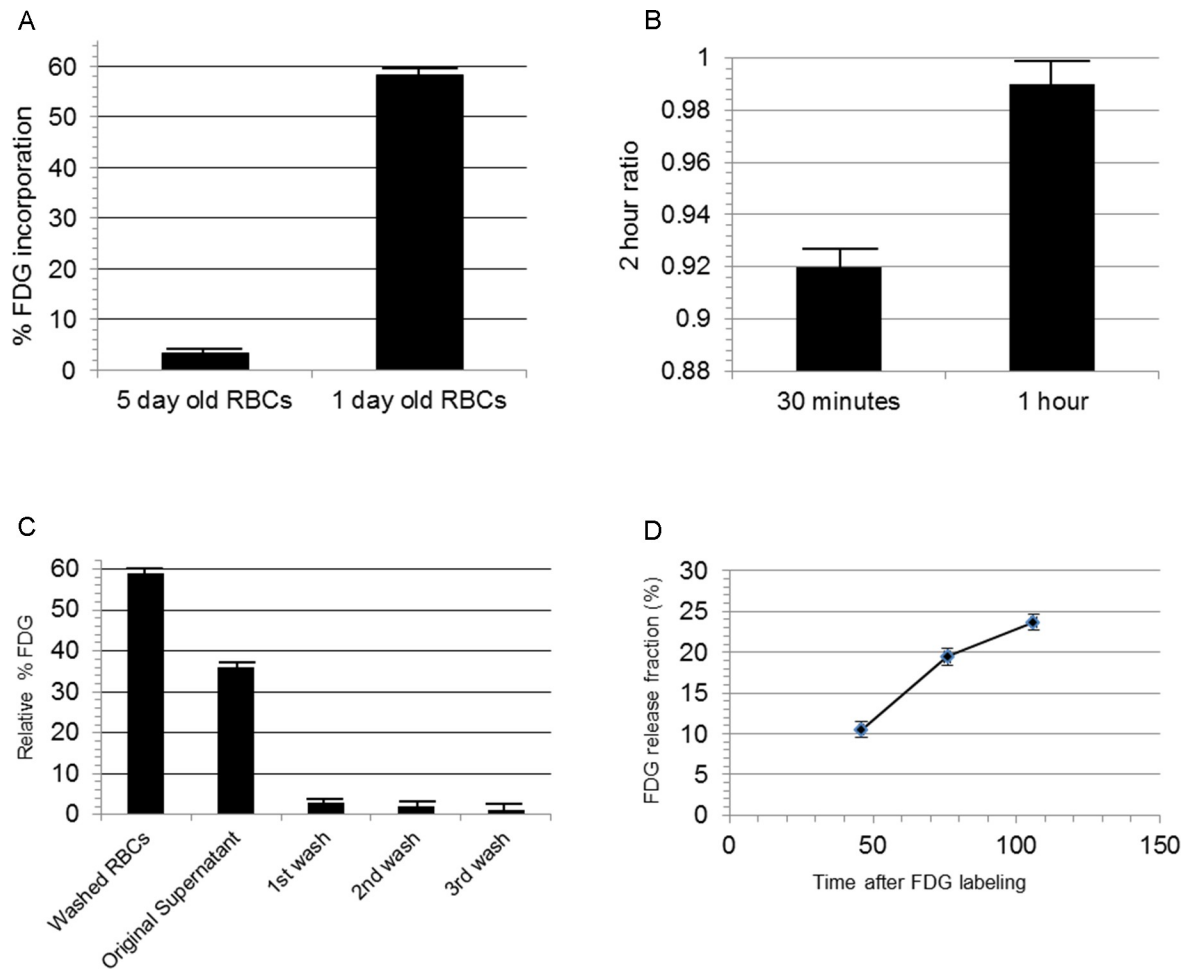 A
% FDG incorporation
60
50
40
30
20
10
0
5 day old RBCs
1 day old RBCs
B
2 hour ratio
1
0.98
0.96
0.94
0.92
0.9
0.88
30 minutes
1 hour
C
Relative % FDG
60
50
40
30
20
10
0
Washed RBCs
Original Supernatant
1st wash
2nd wash
3rd wash
D
FDG release fraction (%)
30
25
20
15
10
5
0
0
50
100
150
Time after FDG labeling